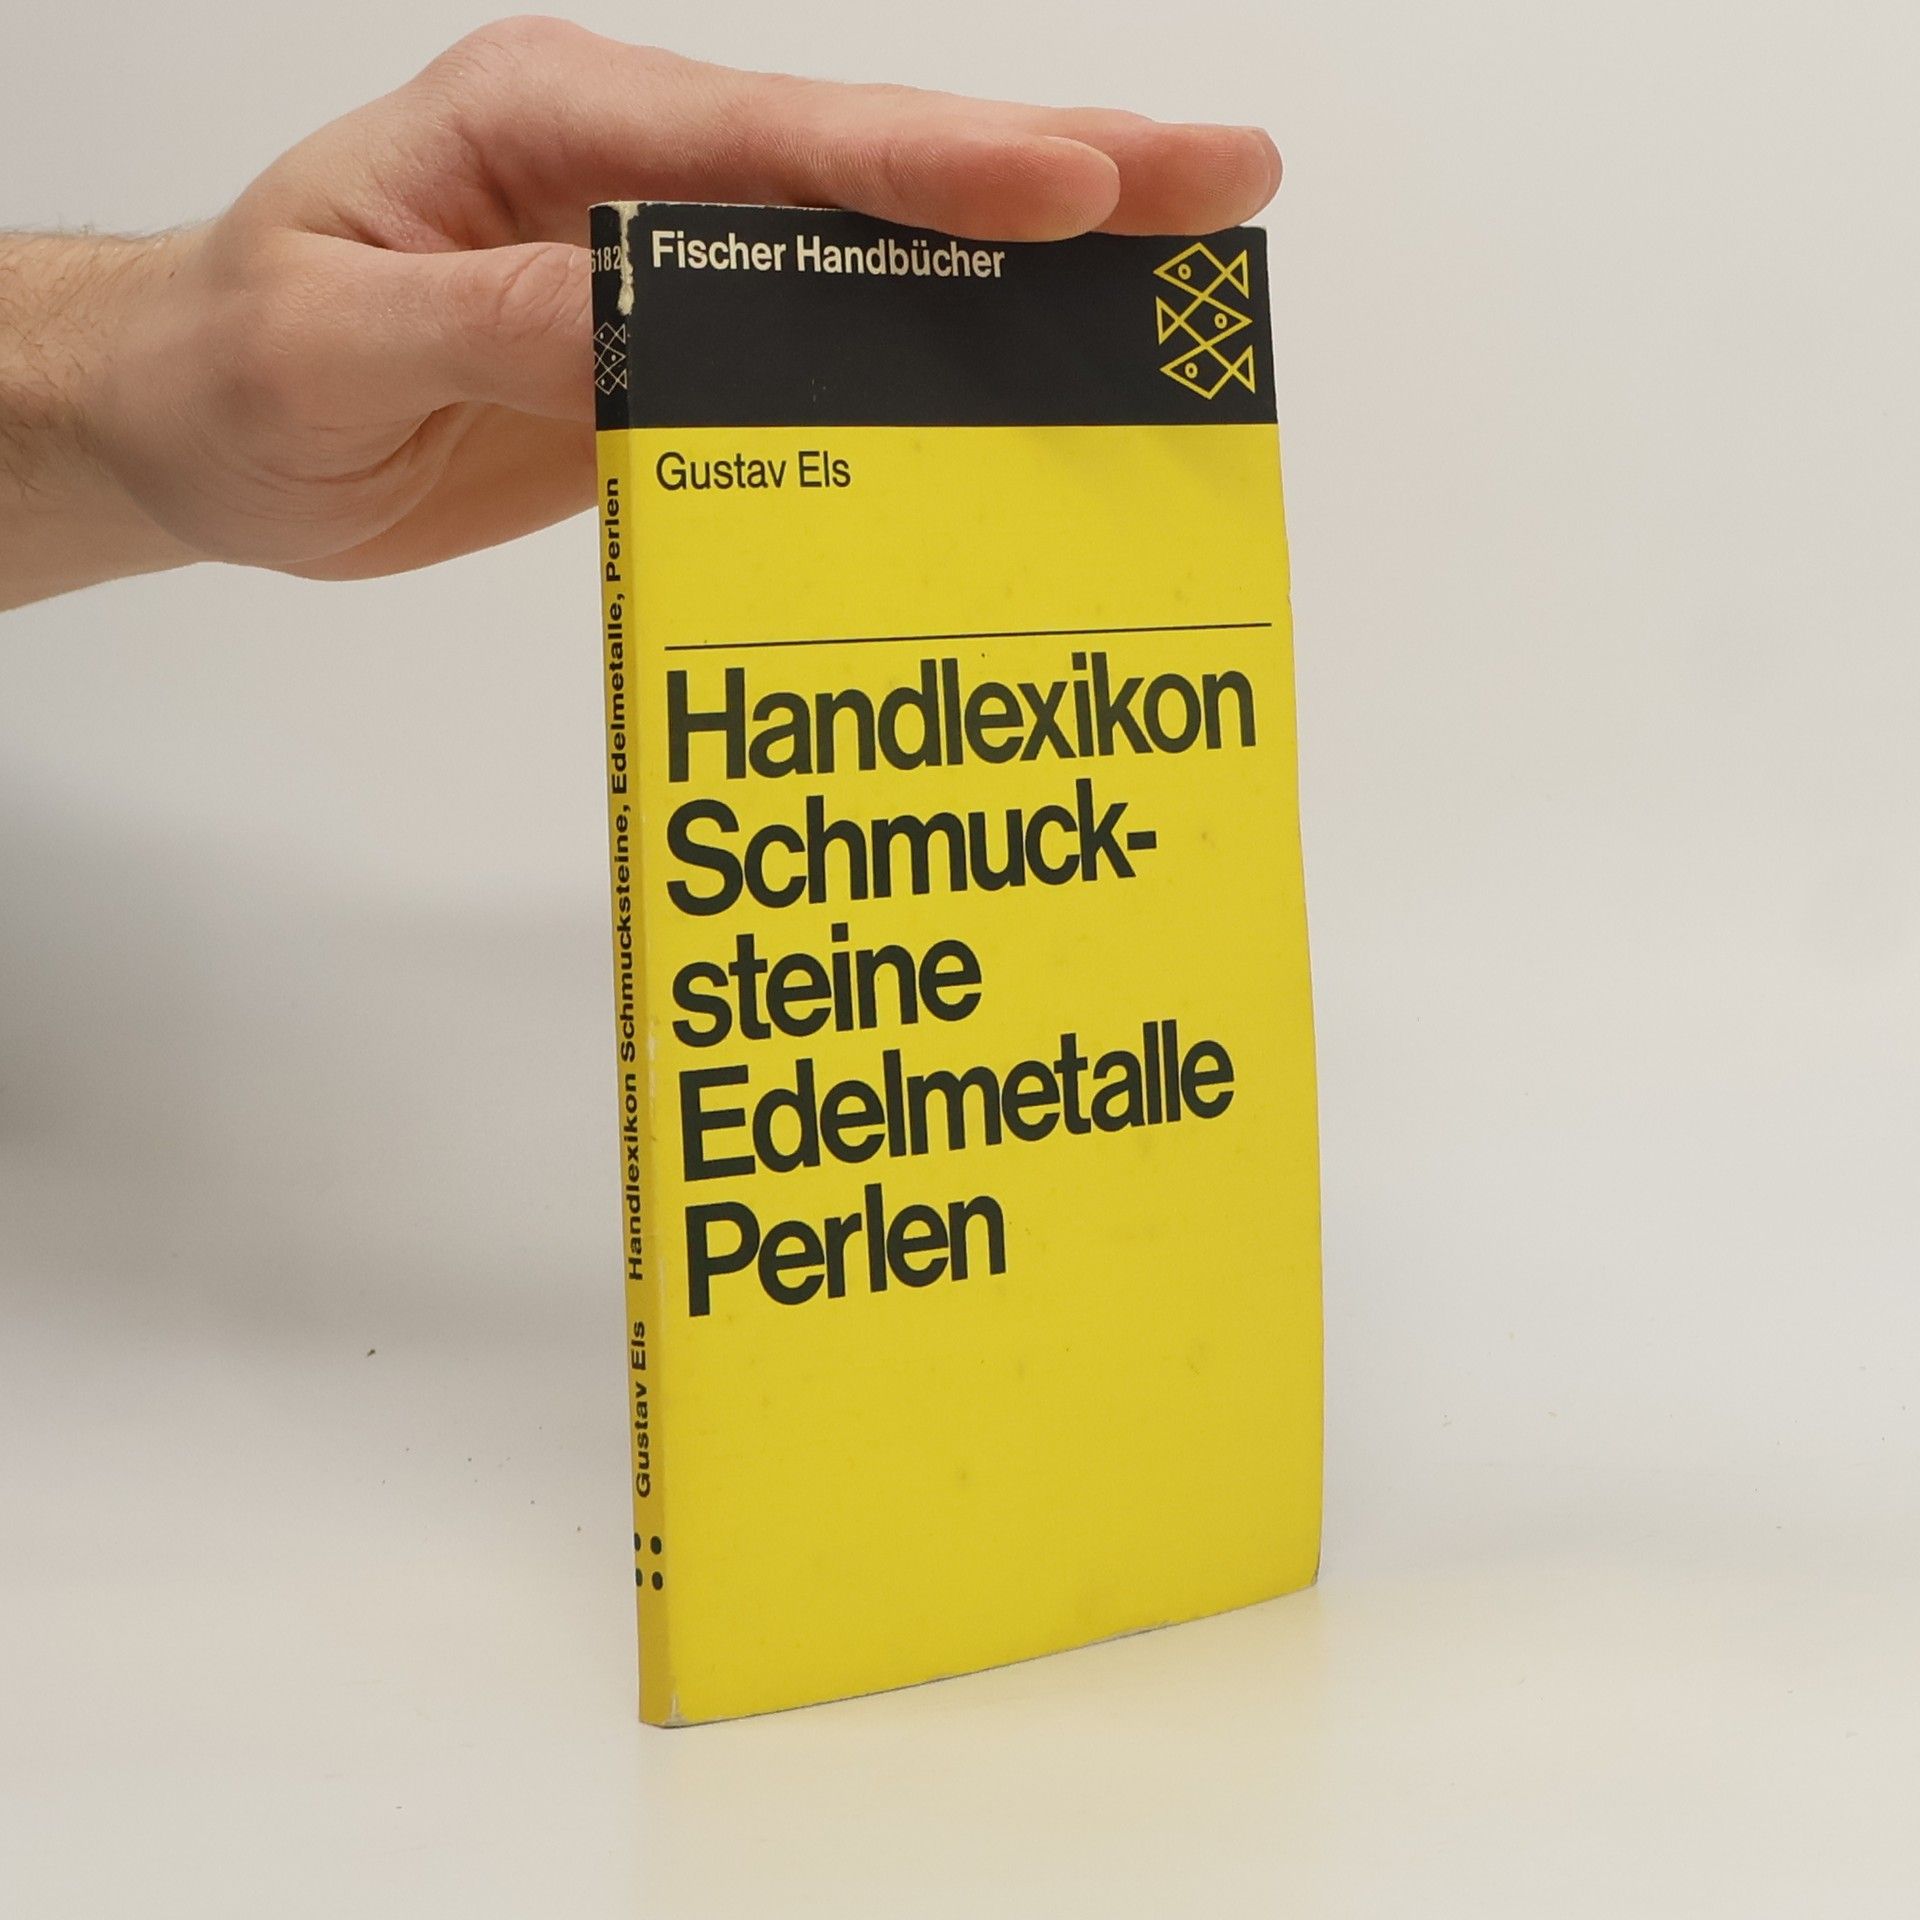 Fischer Handbücher
Gustav Els
Handlexikon
Schmuck-
steine
Edelmetalle
Perlen
6182
Gustav Els Handlexikon Schmucksteine, Edelmetalle, Perlen